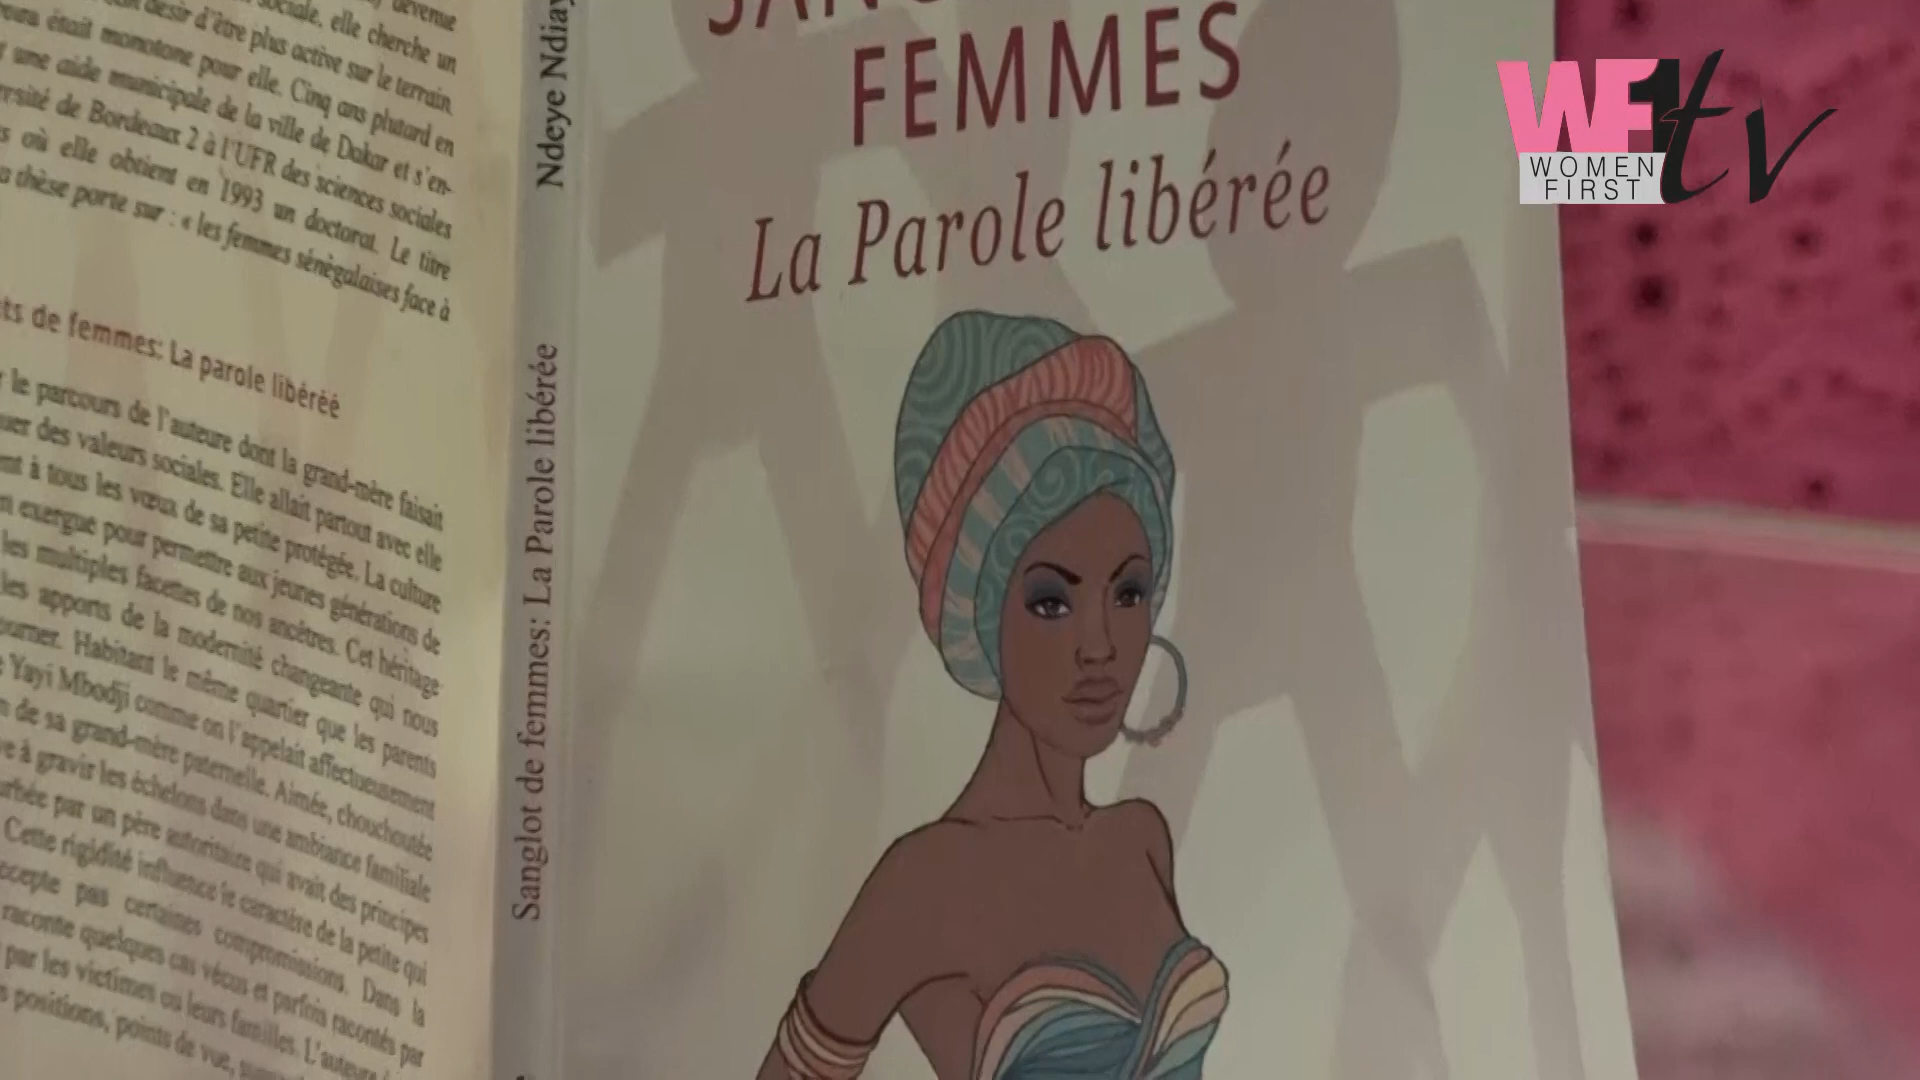 devenue
sociale, elle cherche un
désir d'être plus active sur le terrain.
était monotone pour elle. Cinq ans plutard en
une aide municipale de la ville de Dakar et s'en-
de Bordeaux 2 à l'UFR des sciences sociales
où elle obtient en 1993 un doctorat. Le titre
thèse porte sur : « les femmes sénégalaises face à
de femmes: La parole libéréé
le parcours de l'auteure dont la grand-mère faisait
des valeurs sociales. Elle allait partout avec elle
à tous les vœux de sa petite protégée. La culture
exergue pour permettre aux jeunes générations de
les multiples facettes de nos ancêtres. Cet héritage
les apports de la modernité changeante qui nous
Habitant le même quartier que les parents
Yayi Mbodji comme on l'appelait affectueusement
de sa grand-mère paternelle. Aimée, chouchoutée
à gravir les échelons dans une ambiance familiale
par un père autoritaire qui avait des principes
Cette rigidité influence le caractère de la petite qui
pas certaines compromissions. Dans la
raconte quelques cas vécus et parfois racontés par
par les victimes ou leurs familles. L'auteure
positions, points de vue,
Ndeye
Sanglot de femmes: La Parole libérée
FEMMES
La Parole libérée
WF1tv
WOMEN
FIRST